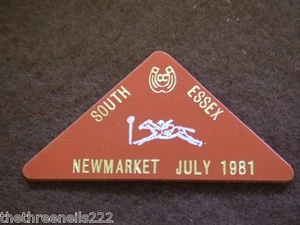 SOUTH ESSEX
NEWMARKET JULY 1981
thethreenells222